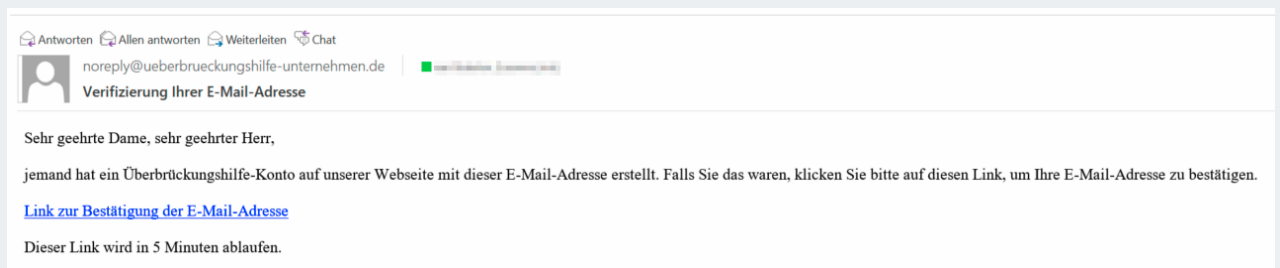 Antworten Allen antworten Weiterleiten Chat
noreply@ueberbrueckungshilfe-unternehmen.de
Verifizierung Ihrer E-Mail-Adresse
Sehr geehrte Dame, sehr geehrter Herr,
jemand hat ein Überbrückungshilfe-Konto auf unserer Webseite mit dieser E-Mail-Adresse erstellt. Falls Sie das waren, klicken Sie bitte auf diesen Link, um Ihre E-Mail-Adresse zu bestätigen.
Link zur Bestätigung der E-Mail-Adresse
Dieser Link wird in 5 Minuten ablaufen.